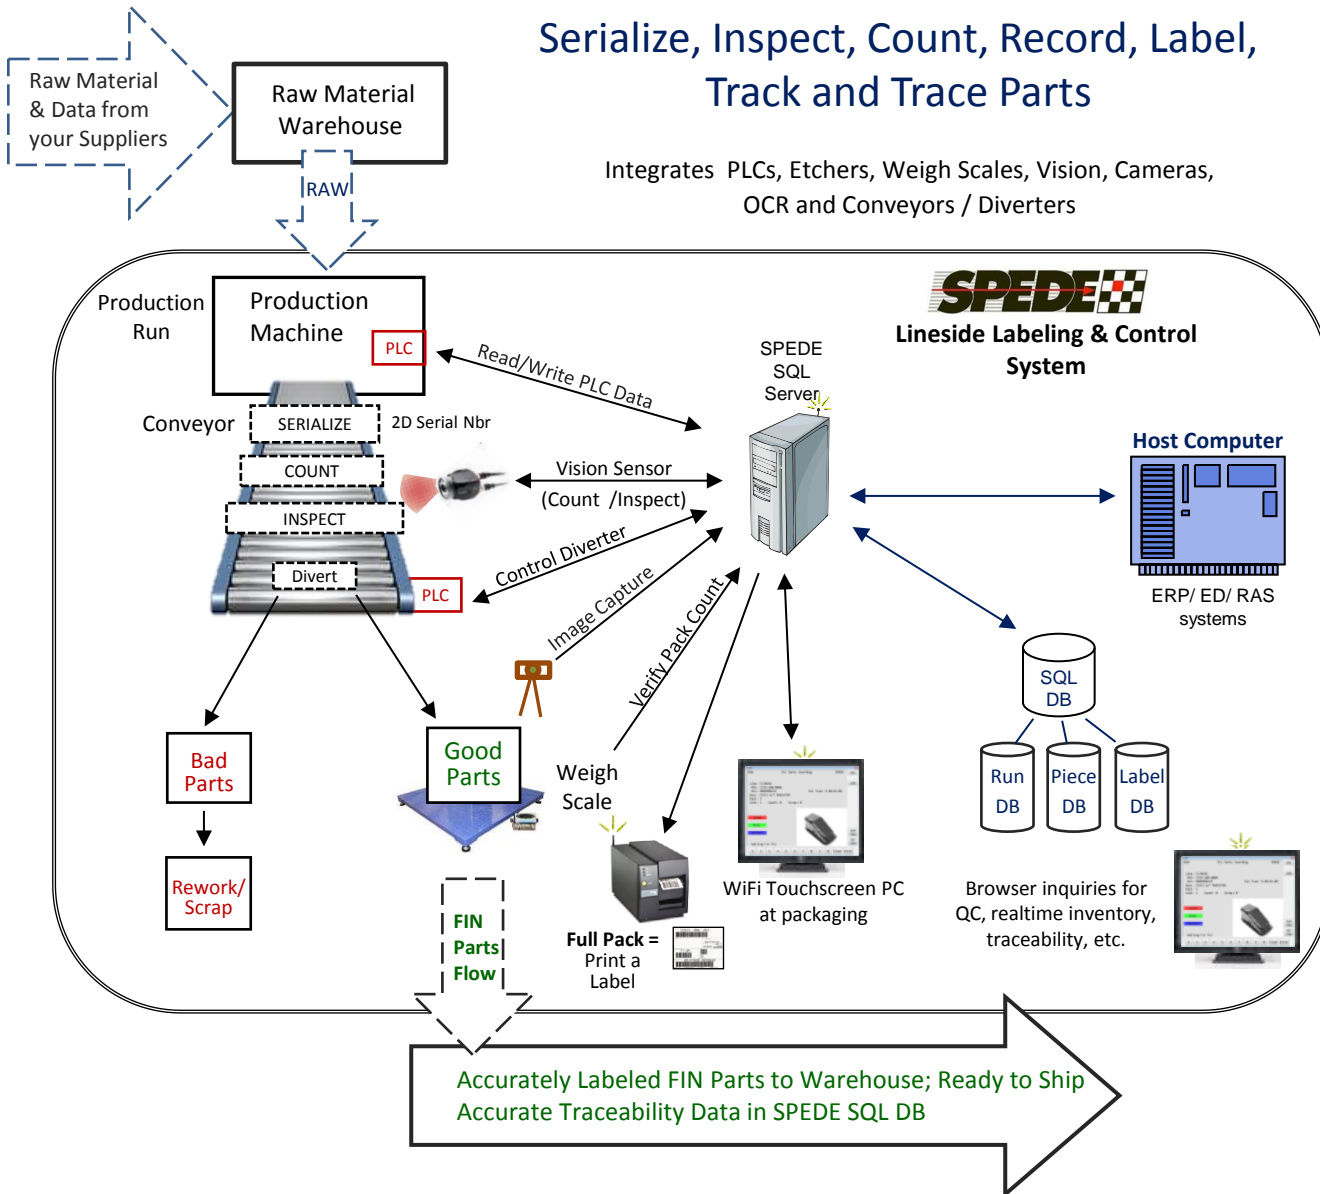 Serialize, Inspect, Count, Record, Label,
Track and Trace Parts
Raw Material
& Data from
your Suppliers
Raw Material
Warehouse
RAW
Integrates PLCs, Etchers, Weigh Scales, Vision, Cameras,
OCR and Conveyors / Diverters
SPEDE
Lineside Labeling & Control
System
Production
Run
Production
Machine
PLC
Read/Write PLC Data
SPEDE
SQL
Server
Conveyor
SERIALIZE
2D Serial Nbr
COUNT
INSPECT
Divert
PLC
Vision Sensor
(Count /Inspect)
Control Diverter
Image Capture
Verify Pack Count
Host Computer
ERP/ ED/ RAS
systems
SQL
DB
Run
DB
Piece
DB
Label
DB
Bad
Parts
Good
Parts
Weigh
Scale
Rework/
Scrap
FIN
Parts
Flow
Full Pack =
Print a
Label
WiFi Touchscreen PC
at packaging
Browser inquiries for
QC, realtime inventory,
traceability, etc.
Accurately Labeled FIN Parts to Warehouse; Ready to Ship
Accurate Traceability Data in SPEDE SQL DB